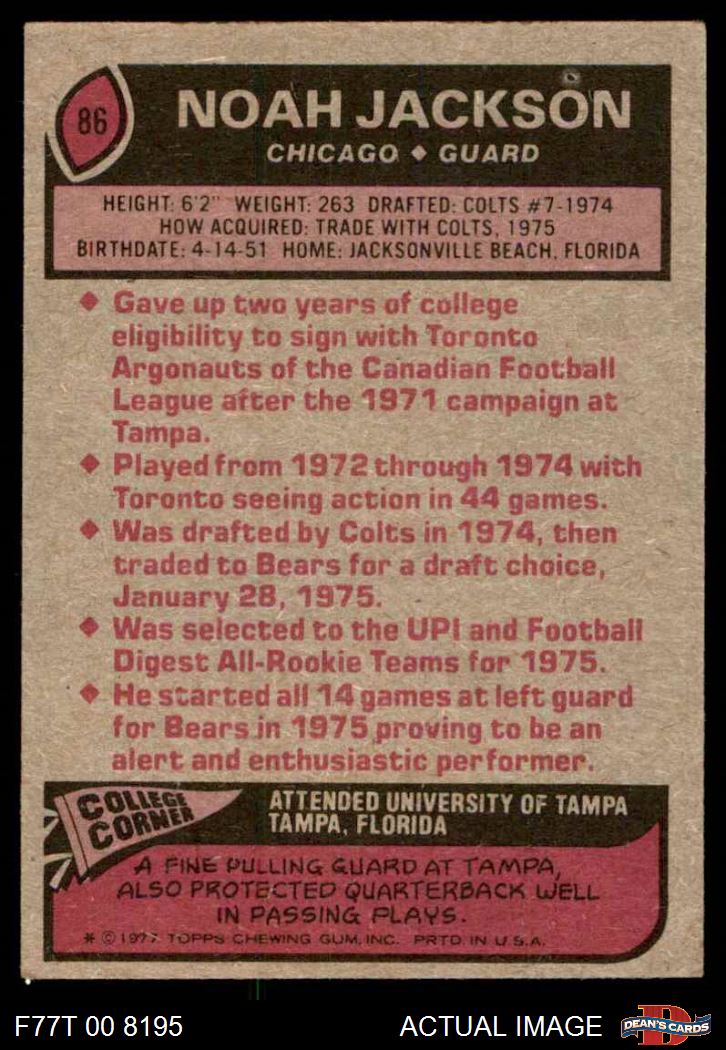 86
NOAH JACKSON
CHICAGO ♦ GUARD
HEIGHT: 6'2" WEIGHT: 263 DRAFTED: COLTS #7-1974
HOW ACQUIRED: TRADE WITH COLTS, 1975
BIRTHDATE: 4-14-51 HOME: JACKSONVILLE BEACH, FLORIDA
♦ Gave up two years of college
eligibility to sign with Toronto
Argonauts of the Canadian Football
League after the 1971 campaign at
Tampa.
♦ Played from 1972 through 1974 with
Toronto seeing action in 44 games.
♦ Was drafted by Colts in 1974, then
traded to Bears for a draft choice,
January 28, 1975.
♦ Was selected to the UPI and Football
Digest All-Rookie Teams for 1975.
♦ He started all 14 games at left guard
for Bears in 1975 proving to be an
alert and enthusiastic performer.
COLLEGE
CORNER
ATTENDED UNIVERSITY OF TAMPA
TAMPA, FLORIDA
A FINE PULLING GUARD AT TAMPA,
ALSO PROTECTED QUARTERBACK WELL
IN PASSING PLAYS.
* © 1977 TOPPS CHEWING GUM, INC. PRTD. IN U.S.A.
F77T 00 8195
ACTUAL IMAGE
D
DEAN'S CARDS